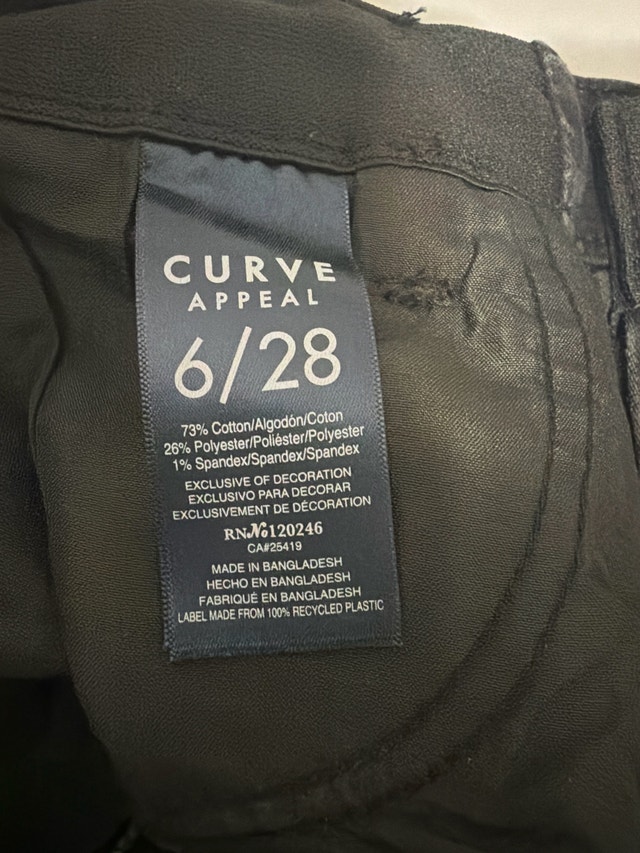 CURVE
APPEAL
6/28
73% Cotton/Algodón/Coton
26% Polyester/Poliéster/Polyester
1% Spandex/Spandex/Spandex
EXCLUSIVE OF DECORATION
EXCLUSIVO PARA DECORAR
EXCLUSIVEMENT DE DÉCORATION
RN№120246
CA#25419
MADE IN BANGLADESH
HECHO EN BANGLADESH
FABRIQUÉ EN BANGLADESH
LABEL MADE FROM 100% RECYCLED PLASTIC